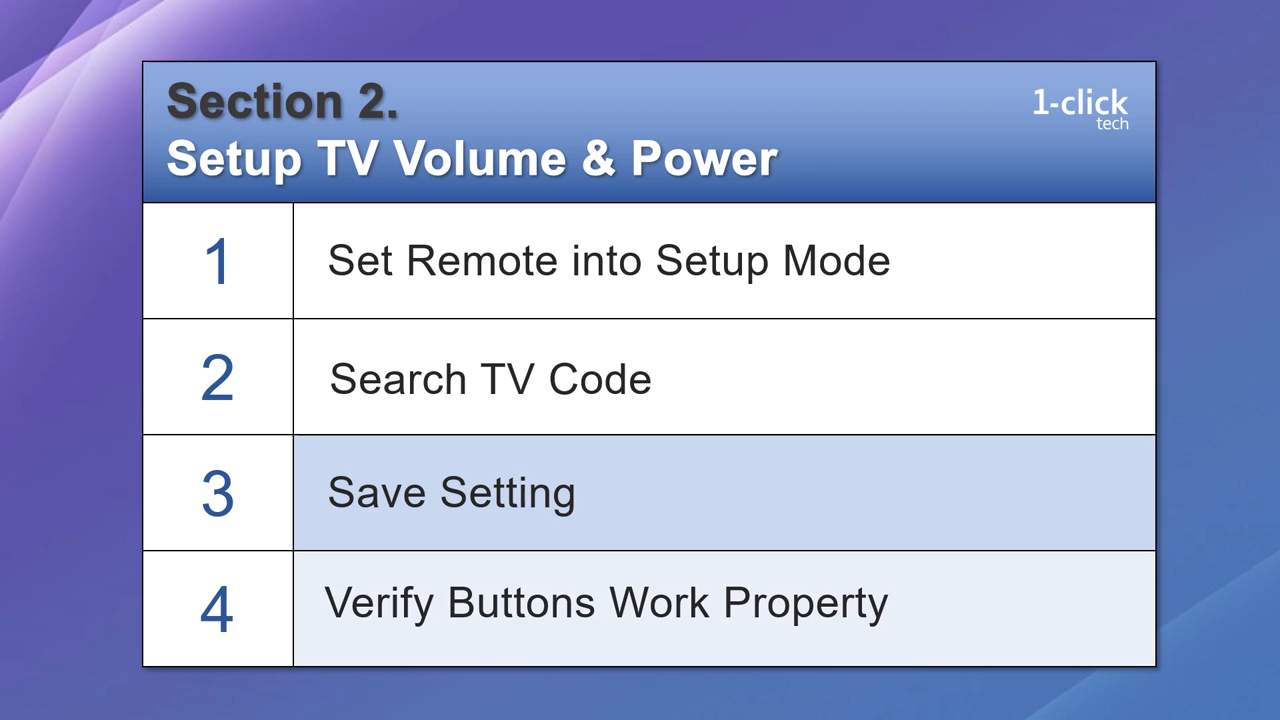 Section 2.
1-click
tech
Setup TV Volume & Power
1 Set Remote into Setup Mode
2 Search TV Code
3 Save Setting
4 Verify Buttons Work Property